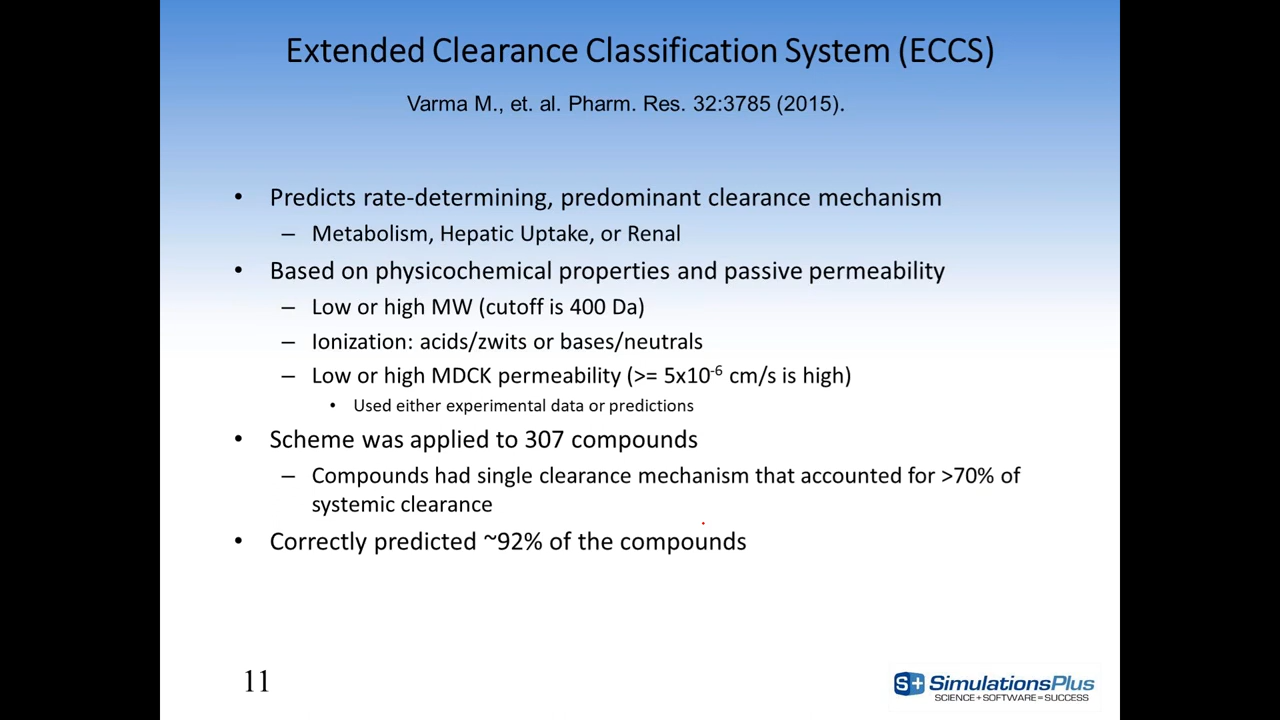 Extended Clearance Classification System (ECCS)
Varma M., et. al. Pharm. Res. 32:3785 (2015).
• Predicts rate-determining, predominant clearance mechanism
– Metabolism, Hepatic Uptake, or Renal
• Based on physicochemical properties and passive permeability
– Low or high MW (cutoff is 400 Da)
– Ionization: acids/zwits or bases/neutrals
– Low or high MDCK permeability (>= 5x10⁻⁶ cm/s is high)
• Used either experimental data or predictions
• Scheme was applied to 307 compounds
– Compounds had single clearance mechanism that accounted for >70% of
systemic clearance
• Correctly predicted ~92% of the compounds
11
S+ SimulationsPlus
SCIENCE + SOFTWARE = SUCCESS